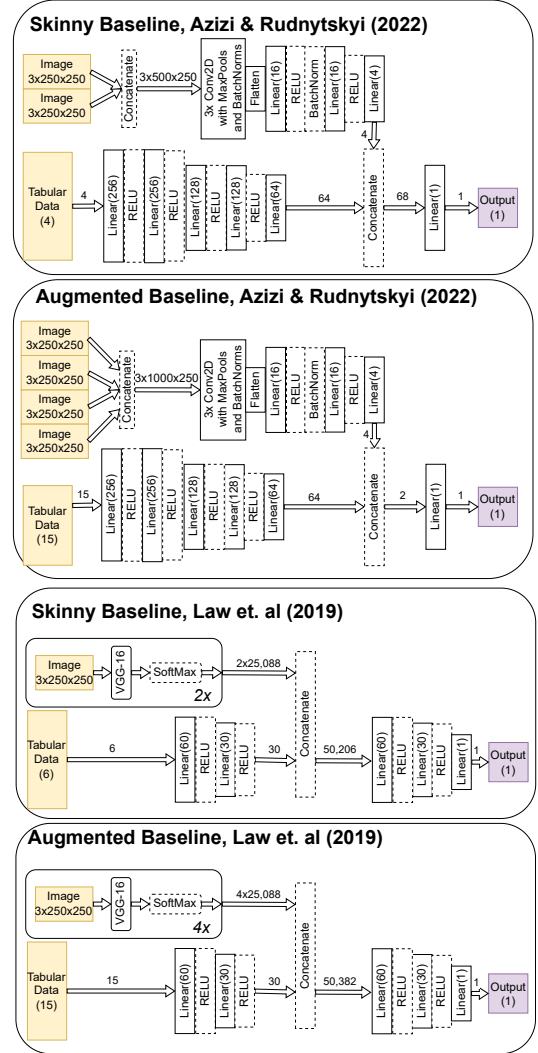 Skinny Baseline, Azizi & Rudnytskyi (2022)
Image
3x250x250
Image
3x250x250
Concatenate
3x500x250
3x Conv2D
with MaxPools
and BatchNorms
Flatten
Linear(16)
RELU
BatchNorm
Linear(16)
RELU
Linear(4)
4
Tabular
Data
(4)
4
Linear(256)
RELU
Linear(256)
RELU
Linear(128)
RELU
Linear(128)
RELU
Linear(64)
64
Concatenate
68
Linear(1)
1
Output
(1)
Augmented Baseline, Azizi & Rudnytskyi (2022)
Image
3x250x250
Image
3x250x250
Image
3x250x250
Image
3x250x250
Concatenate
3x1000x250
3x Conv2D
with MaxPools
and BatchNorms
Flatten
Linear(16)
RELU
BatchNorm
Linear(16)
RELU
Linear(4)
4
Tabular
Data
(15)
15
Linear(256)
RELU
Linear(256)
RELU
Linear(128)
RELU
Linear(128)
RELU
Linear(64)
64
Concatenate
2
Linear(1)
1
Output
(1)
Skinny Baseline, Law et. al (2019)
Image
3x250x250
VGG-16
SoftMax
2x
2x25,088
Concatenate
Tabular
Data
(6)
6
Linear(60)
RELU
Linear(30)
RELU
30
50,206
Linear(60)
RELU
Linear(30)
RELU
Linear(1)
1
Output
(1)
Augmented Baseline, Law et. al (2019)
Image
3x250x250
VGG-16
SoftMax
4x
4x25,088
Concatenate
Tabular
Data
(15)
15
Linear(60)
RELU
Linear(30)
RELU
30
50,382
Linear(60)
RELU
Linear(30)
RELU
Linear(1)
1
Output
(1)